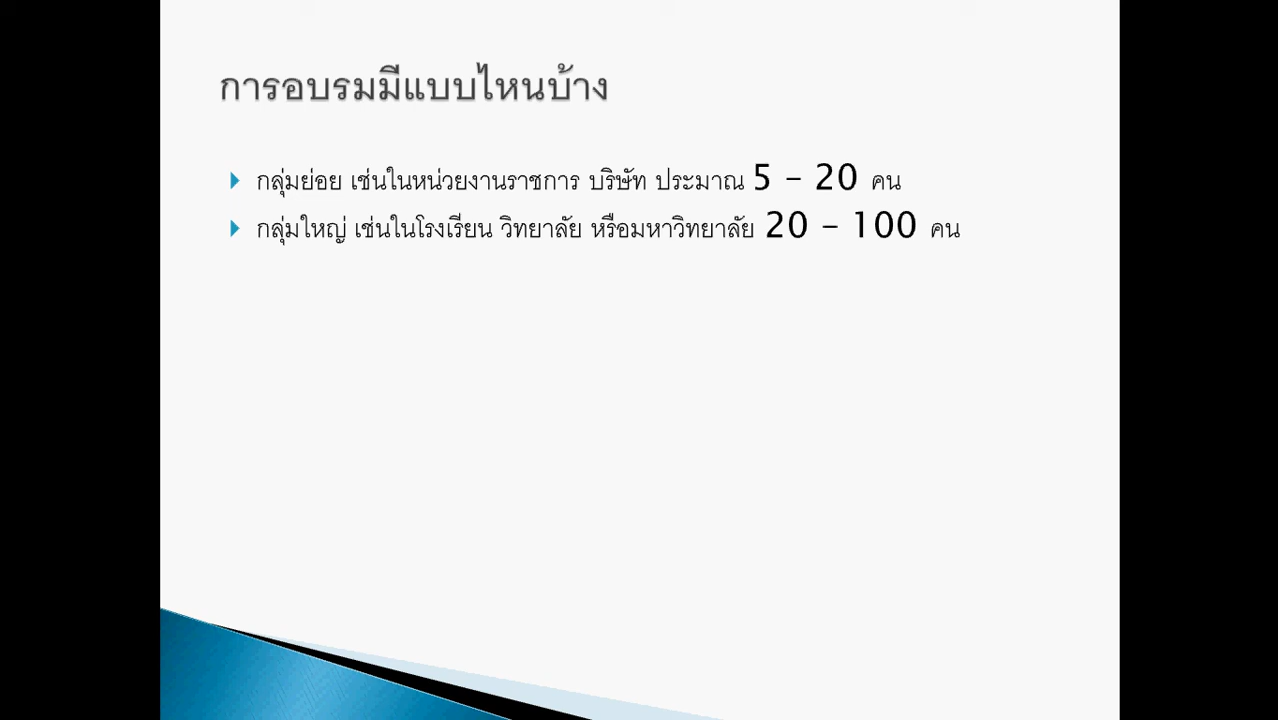 การอบรมมีแบบไหนบ้าง
กลุ่มย่อย เช่นในหน่วยงานราชการ บริษัท ประมาณ 5 – 20 คน
กลุ่มใหญ่ เช่นในโรงเรียน วิทยาลัย หรือมหาวิทยาลัย 20 – 100 คน